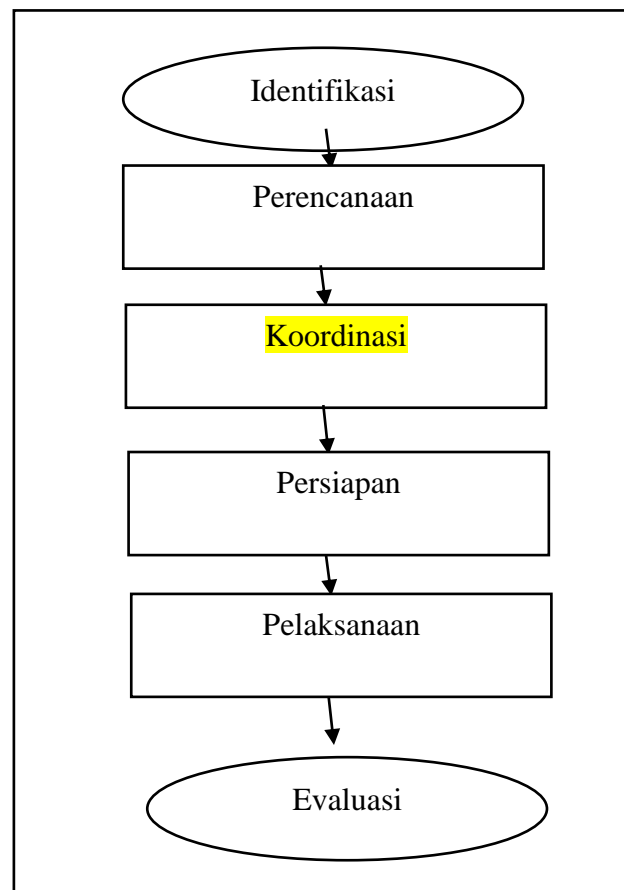 Identifikasi
Perencanaan
Koordinasi
Persiapan
Pelaksanaan
Evaluasi